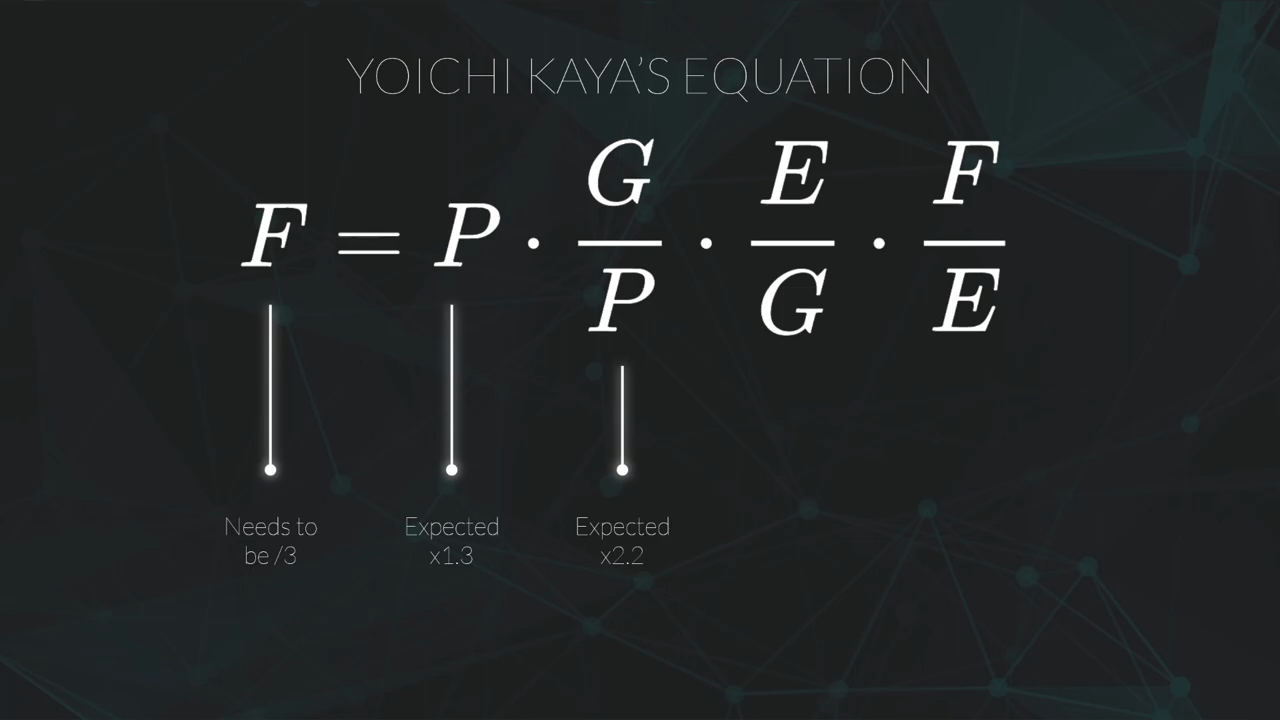 YOICHI KAYA'S EQUATION
F = P · G/P · E/G · F/E
Needs to
be /3
Expected
x1.3
Expected
x2.2